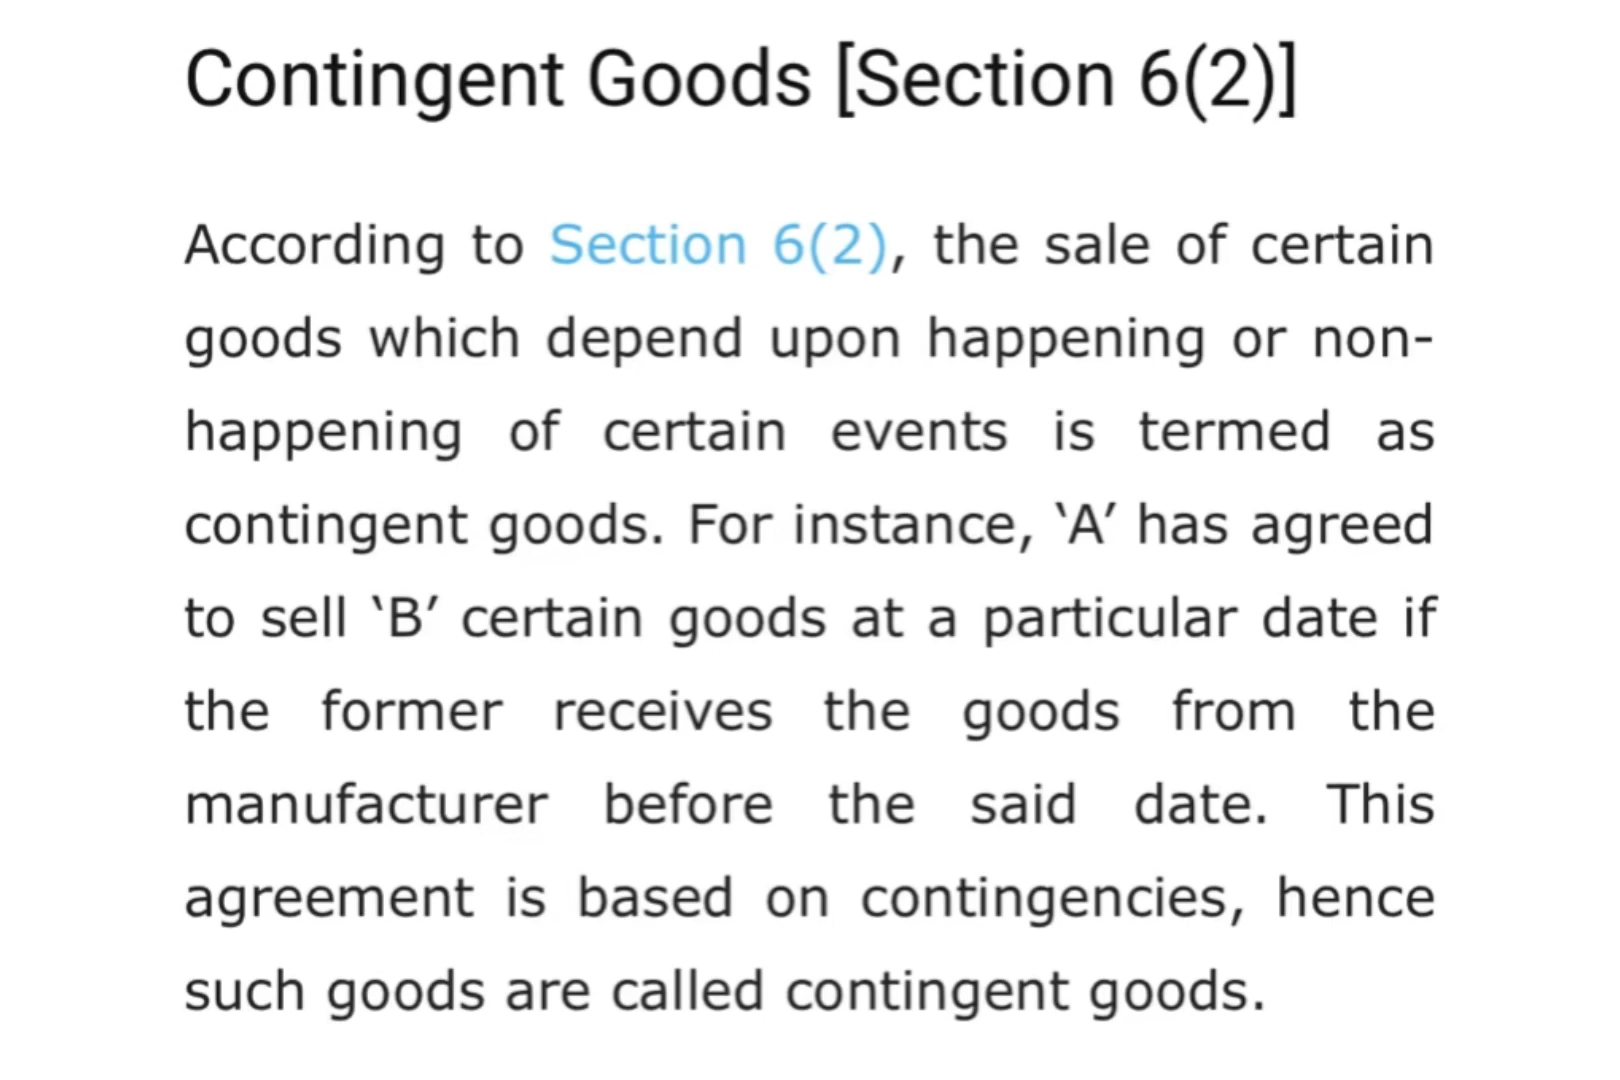 Contingent Goods [Section 6(2)]
According to Section 6(2), the sale of certain
goods which depend upon happening or non-
happening of certain events is termed as
contingent goods. For instance, ‘A’ has agreed
to sell ‘B’ certain goods at a particular date if
the former receives the goods from the
manufacturer before the said date. This
agreement is based on contingencies, hence
such goods are called contingent goods.